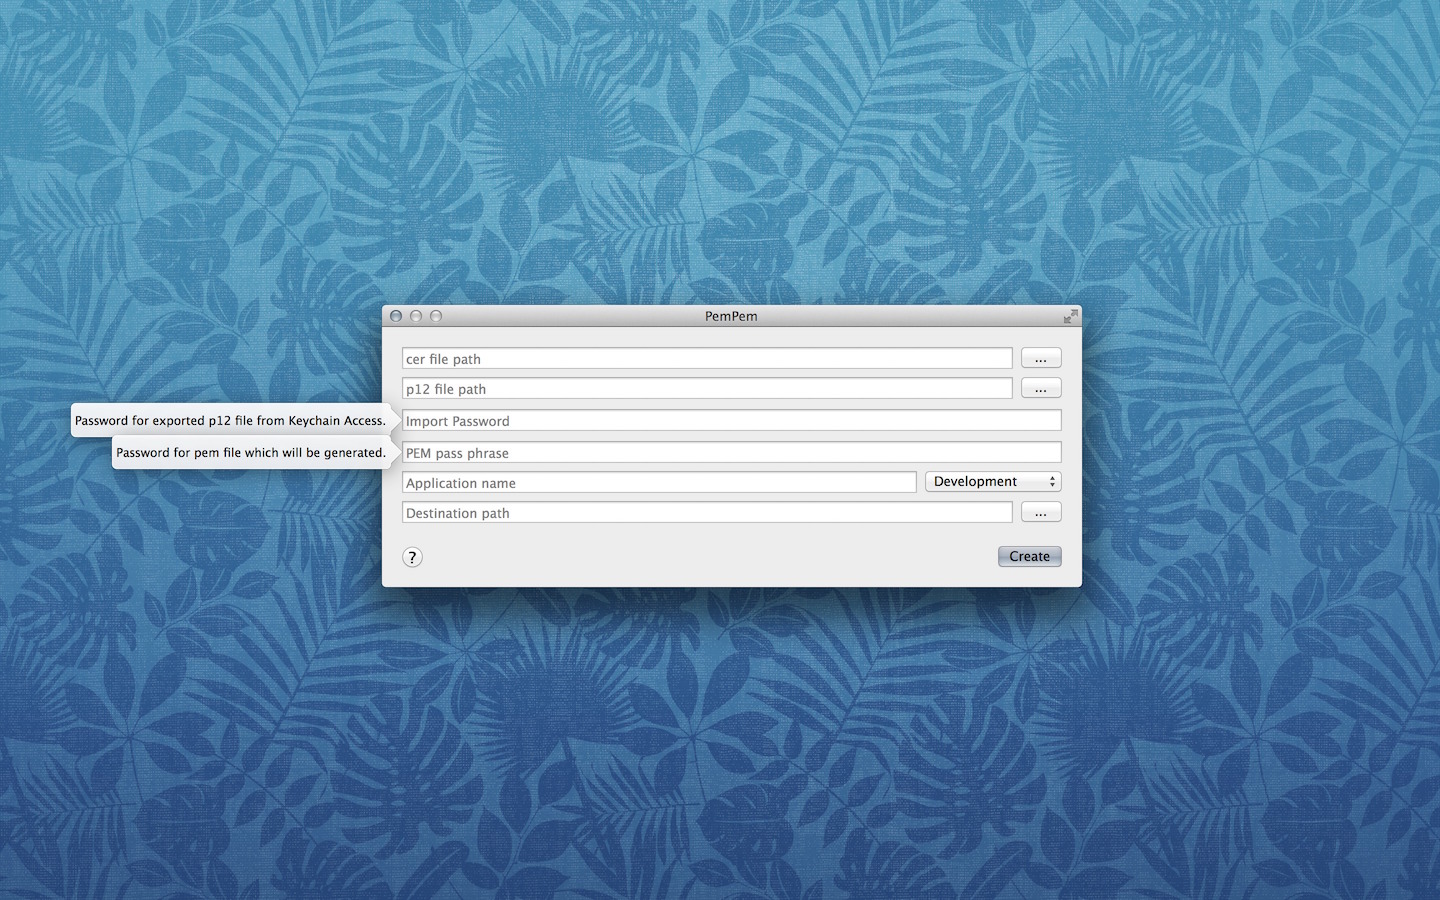 PemPem
cer file path
...
p12 file path
...
Password for exported p12 file from Keychain Access.
Import Password
Password for pem file which will be generated.
PEM pass phrase
Application name
Development
Destination path
...
?
Create